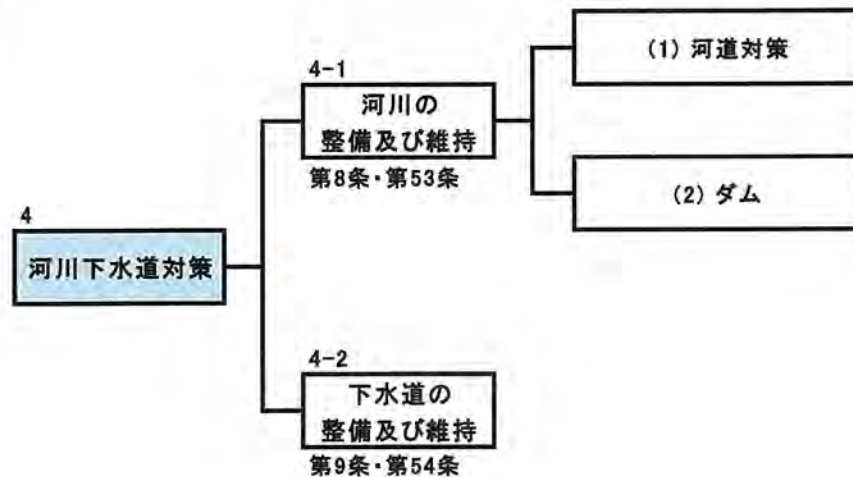 4
河川下水道対策
4-1
河川の
整備及び維持
第8条・第53条
(1) 河道対策
(2) ダム
4-2
下水道の
整備及び維持
第9条・第54条